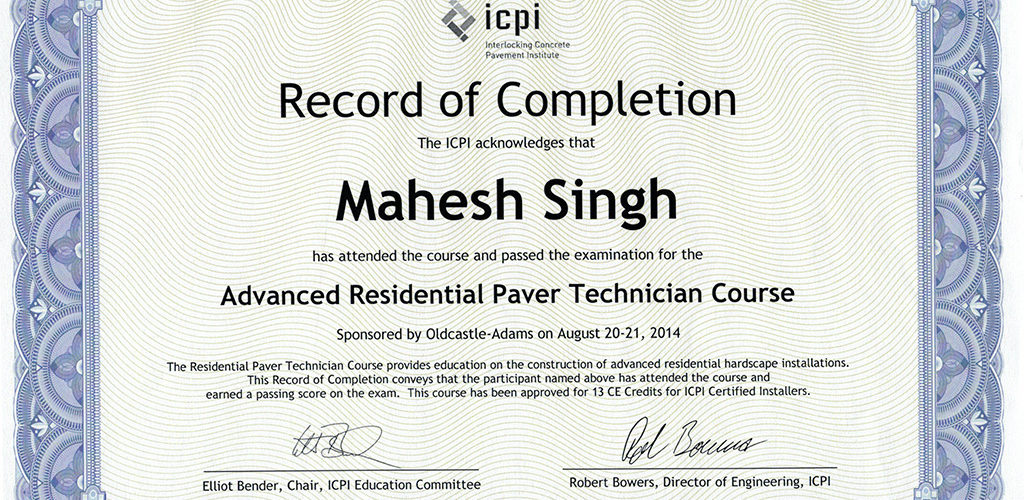 icpi
Interlocking Concrete
Pavement Institute
Record of Completion
The ICPI acknowledges that
Mahesh Singh
has attended the course and passed the examination for the
Advanced Residential Paver Technician Course
Sponsored by Oldcastle-Adams on August 20-21, 2014
The Residential Paver Technician Course provides education on the construction of advanced residential hardscape installations.
This Record of Completion conveys that the participant named above has attended the course and
earned a passing score on the exam. This course has been approved for 13 CE Credits for ICPI Certified Installers.
Elliot Bender, Chair, ICPI Education Committee
Robert Bowers, Director of Engineering, ICPI